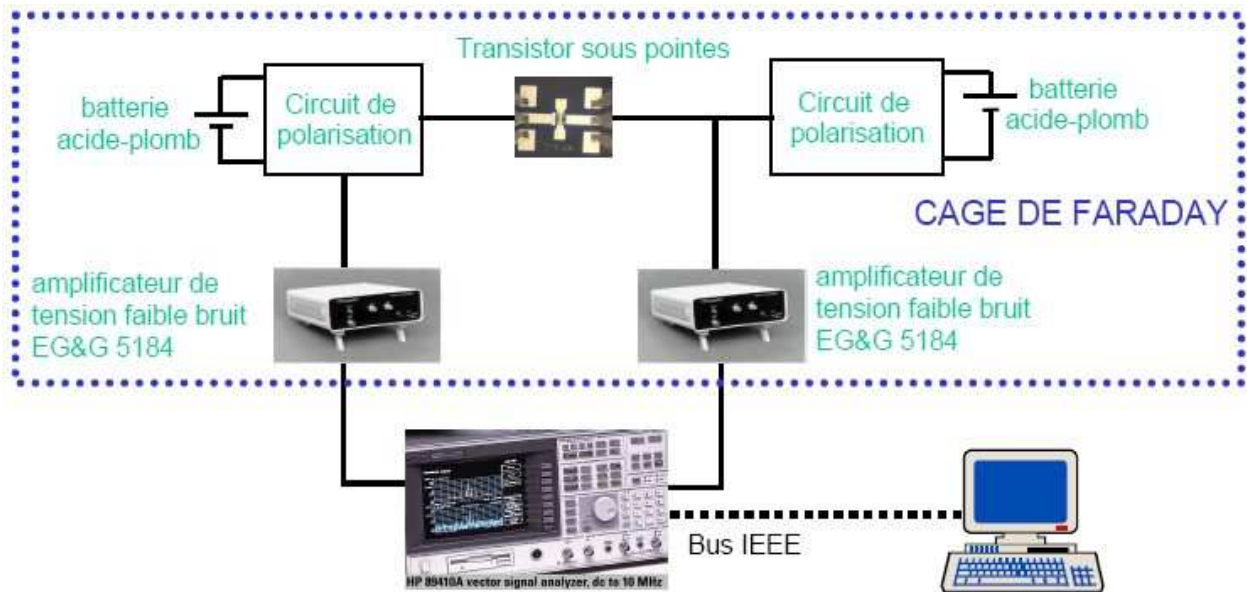 Transistor sous pointes
batterie
acide-plomb
Circuit de
polarisation
Circuit de
polarisation
batterie
acide-plomb
CAGE DE FARADAY
amplificateur de
tension faible bruit
EG&G 5184
amplificateur de
tension faible bruit
EG&G 5184
Bus IEEE
HP 89410A vector signal analyzer, dc to 10 MHz